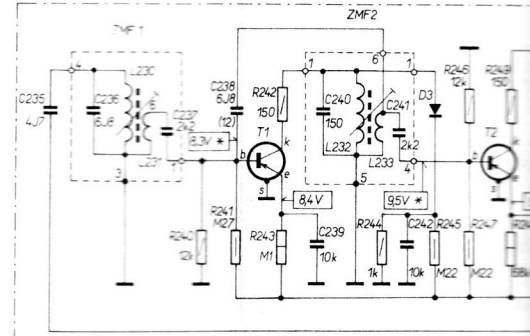 ZMF 1
ZMF2
4
L230
C235
4J7
C236
6J8
6
C237
2k2
L231
1
3
C238
6J8
(12)
8,3V *
R242
150
T1
b
k
e
s
8,4V
R240
12k
R241
M27
R243
M1
C239
10k
1
6
1
C240
150
L232
L233
C241
2k2
4
5
D3
9,5V *
R244
1k
C242
10k
R245
M22
R246
12k
R248
150
T2
b
k
e
s
R247
M22